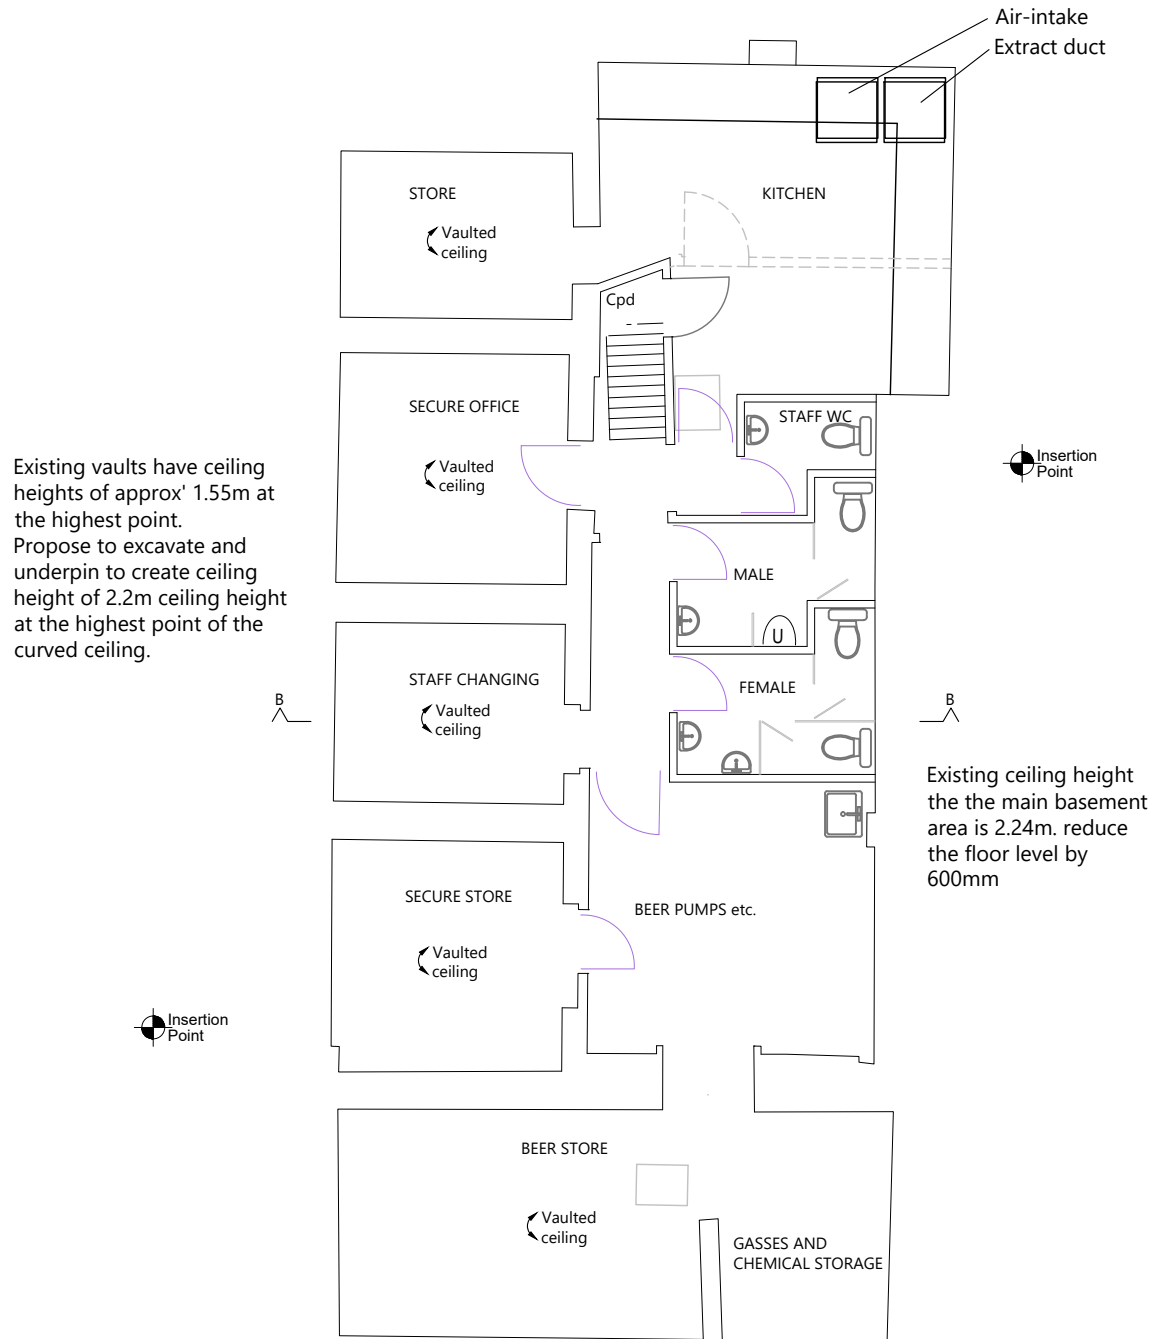 Air-intake
Extract duct
STORE
KITCHEN
Vaulted
ceiling
Cpd
SECURE OFFICE
STAFF WC
Vaulted
ceiling
Insertion
Point
Existing vaults have ceiling
heights of approx' 1.55m at
the highest point.
Propose to excavate and
underpin to create ceiling
height of 2.2m ceiling height
at the highest point of the
curved ceiling.
MALE
U
STAFF CHANGING
FEMALE
Vaulted
ceiling
B
B
Existing ceiling height
the the main basement
area is 2.24m. reduce
the floor level by
600mm
SECURE STORE
BEER PUMPS etc.
Vaulted
ceiling
Insertion
Point
BEER STORE
Vaulted
ceiling
GASSES AND
CHEMICAL STORAGE